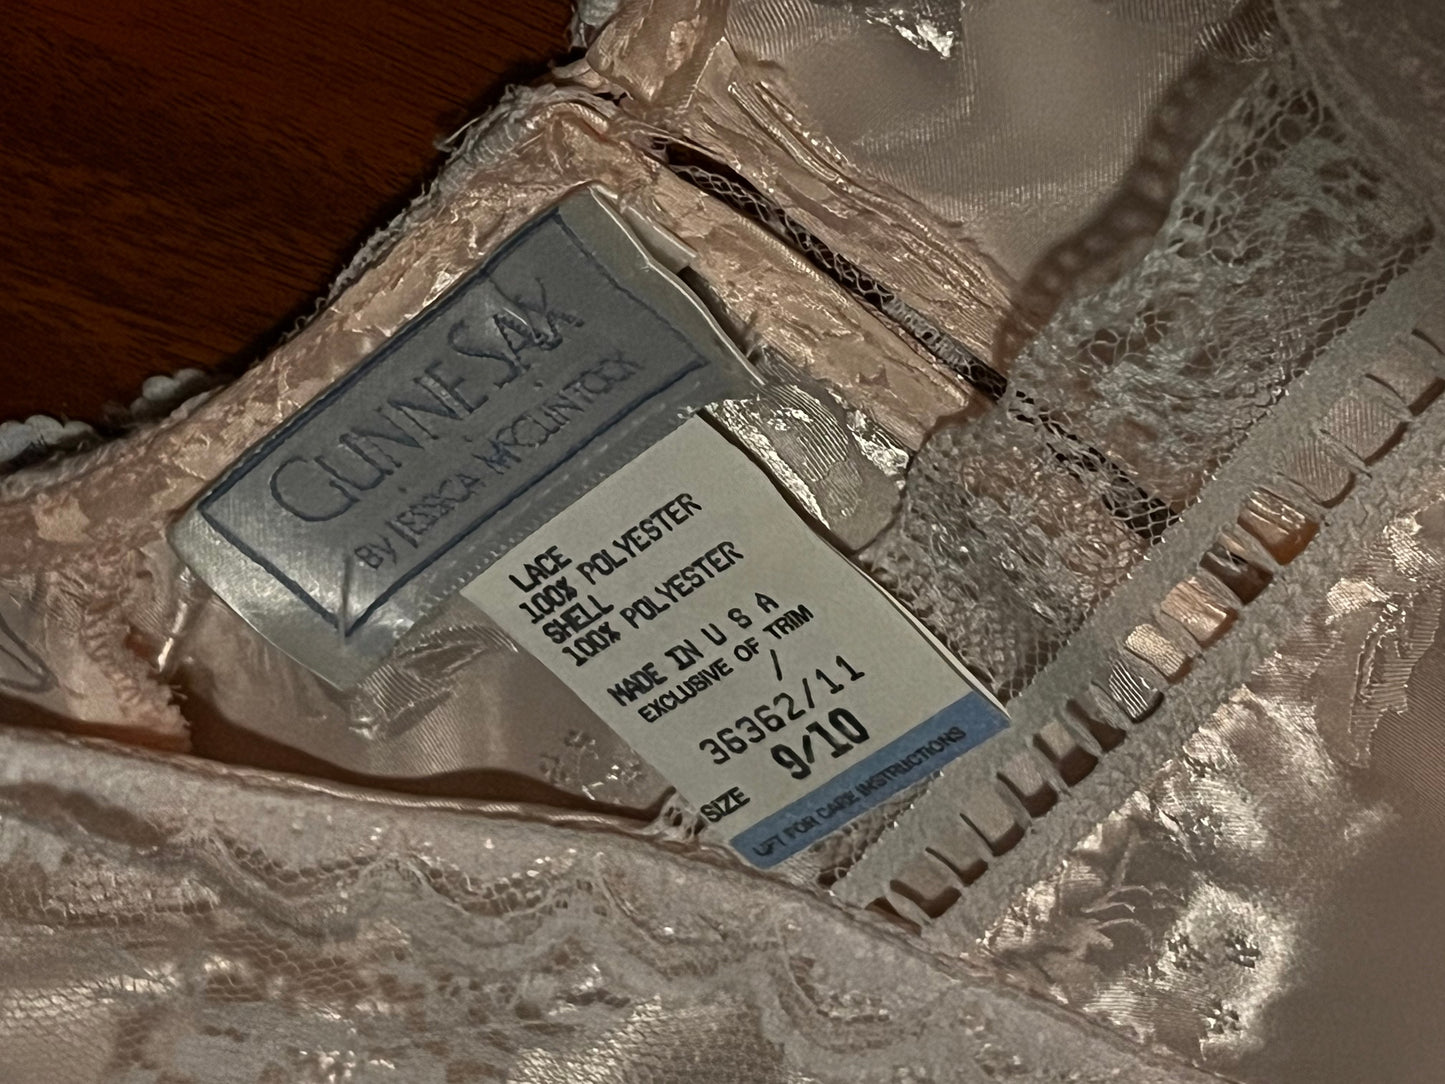 GUNNE SAX
By JESSICA McCLINTOCK
LACE
100% POLYESTER
SHELL
100% POLYESTER
MADE IN U S A
EXCLUSIVE OF TRIM
/
36362/11
SIZE 9/10
LIFT FOR CARE INSTRUCTIONS